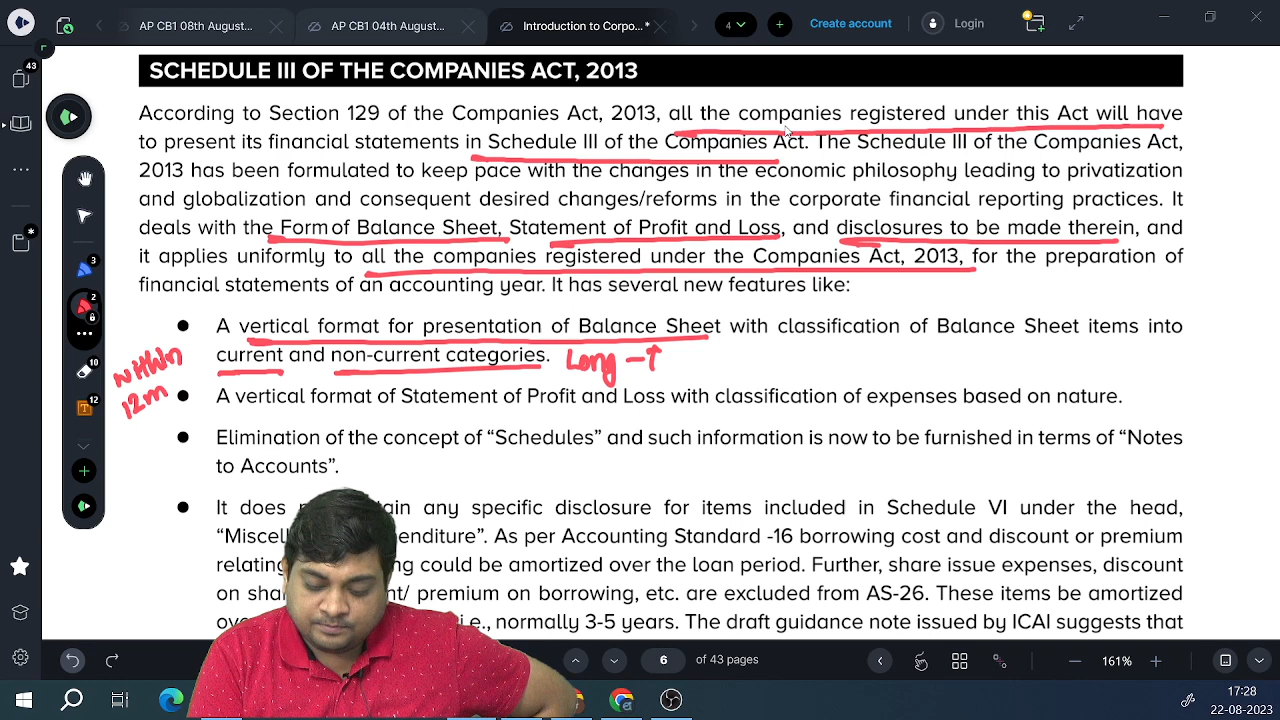 AP CB1 08th August...
AP CB1 04th August...
Introduction to Corpo...*
4
Create account
Login
43
SCHEDULE III OF THE COMPANIES ACT, 2013
According to Section 129 of the Companies Act, 2013, all the companies registered under this Act will have
to present its financial statements in Schedule III of the Companies Act. The Schedule III of the Companies Act,
2013 has been formulated to keep pace with the changes in the economic philosophy leading to privatization
and globalization and consequent desired changes/reforms in the corporate financial reporting practices. It
deals with the Form of Balance Sheet, Statement of Profit and Loss, and disclosures to be made therein, and
it applies uniformly to all the companies registered under the Companies Act, 2013, for the preparation of
financial statements of an accounting year. It has several new features like:
● A vertical format for presentation of Balance Sheet with classification of Balance Sheet items into
current and non-current categories. Long-T
within
12m
● A vertical format of Statement of Profit and Loss with classification of expenses based on nature.
● Elimination of the concept of “Schedules” and such information is now to be furnished in terms of “Notes
to Accounts”.
● It does any specific disclosure for items included in Schedule VI under the head,
enditure”. As per Accounting Standard -16 borrowing cost and discount or premium
could be amortized over the loan period. Further, share issue expenses, discount
on premium on borrowing, etc. are excluded from AS-26. These items be amortized
i.e., normally 3-5 years. The draft guidance note issued by ICAI suggests that
3
2
10
T 12
6 of 43 pages
161%
17:28
22-08-2023